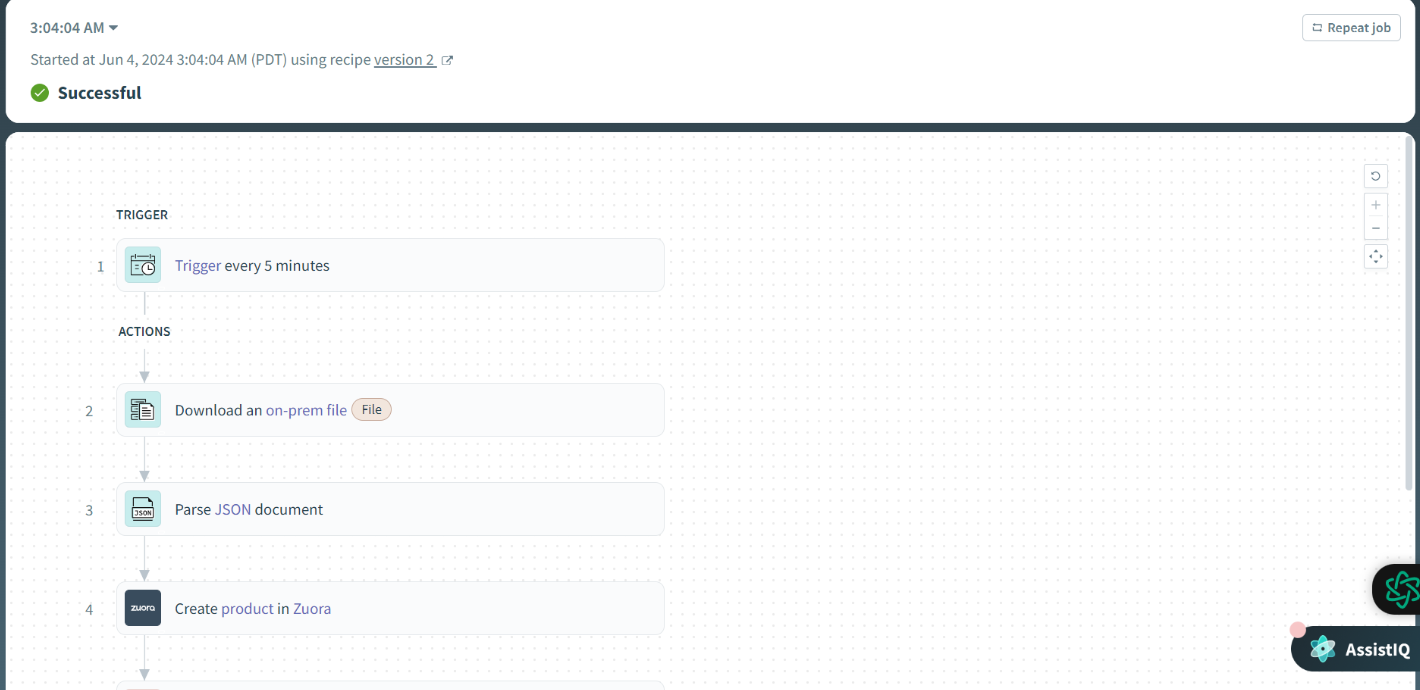 3:04:04 AM
Repeat job
Started at Jun 4, 2024 3:04:04 AM (PDT) using recipe version 2
Successful
TRIGGER
1
Trigger every 5 minutes
ACTIONS
2
Download an on-prem file File
3
JSON
Parse JSON document
4
zuora
Create product in Zuora
AssistIQ